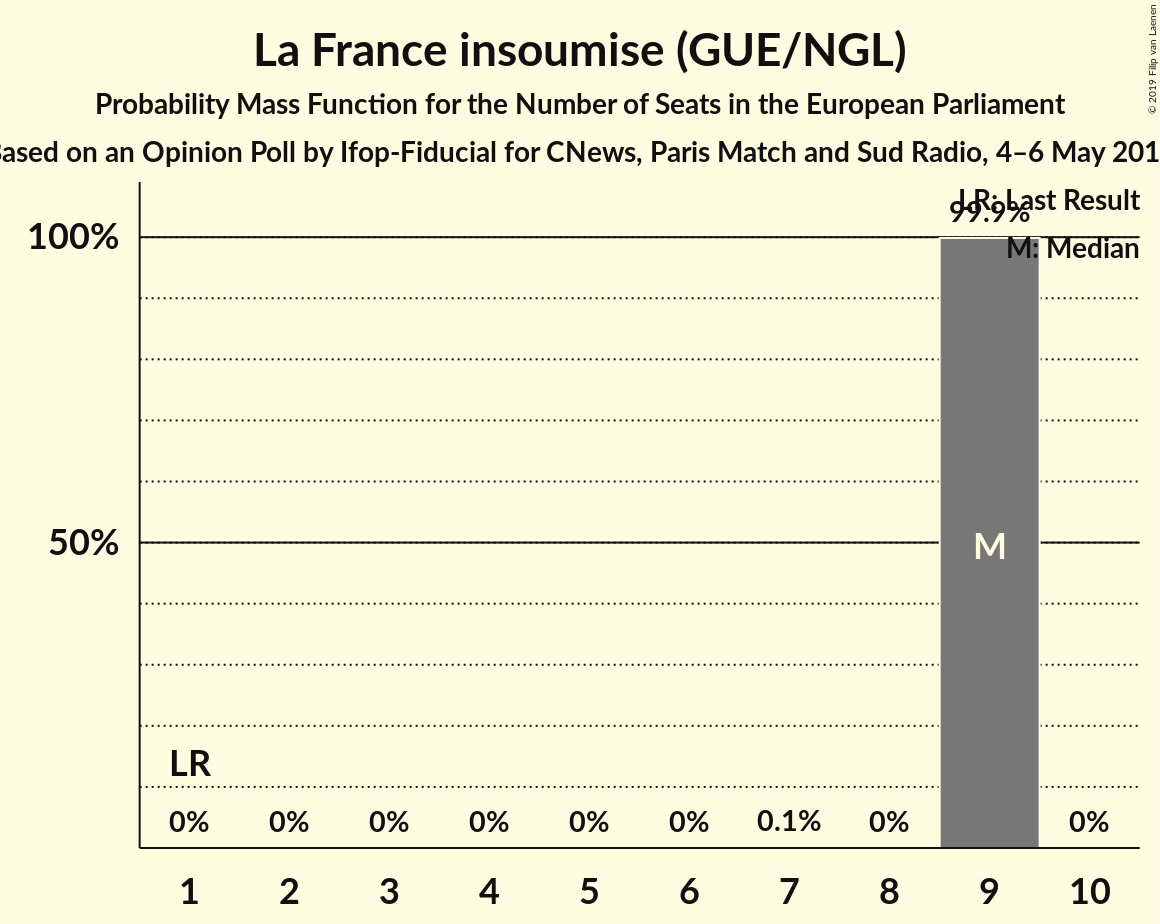 La France insoumise (GUE/NGL)
Probability Mass Function for the Number of Seats in the European Parliament
Based on an Opinion Poll by Ifop-Fiducial for CNews, Paris Match and Sud Radio, 4–6 May 201
© 2019 Filip van Laenen
LR: Last Result
99.9%
M: Median
100%
50%
M
LR
0% 0% 0% 0% 0% 0% 0.1% 0% 0%
1 2 3 4 5 6 7 8 9 10